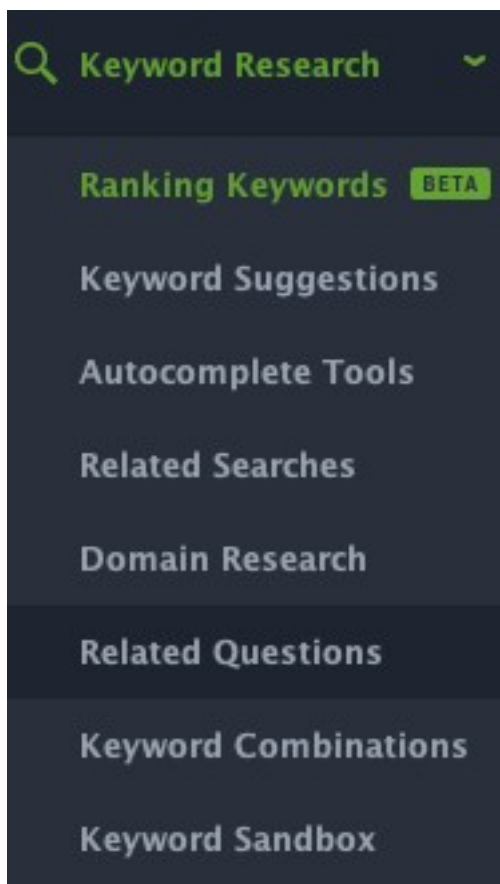 Keyword Research
Ranking Keywords BETA
Keyword Suggestions
Autocomplete Tools
Related Searches
Domain Research
Related Questions
Keyword Combinations
Keyword Sandbox